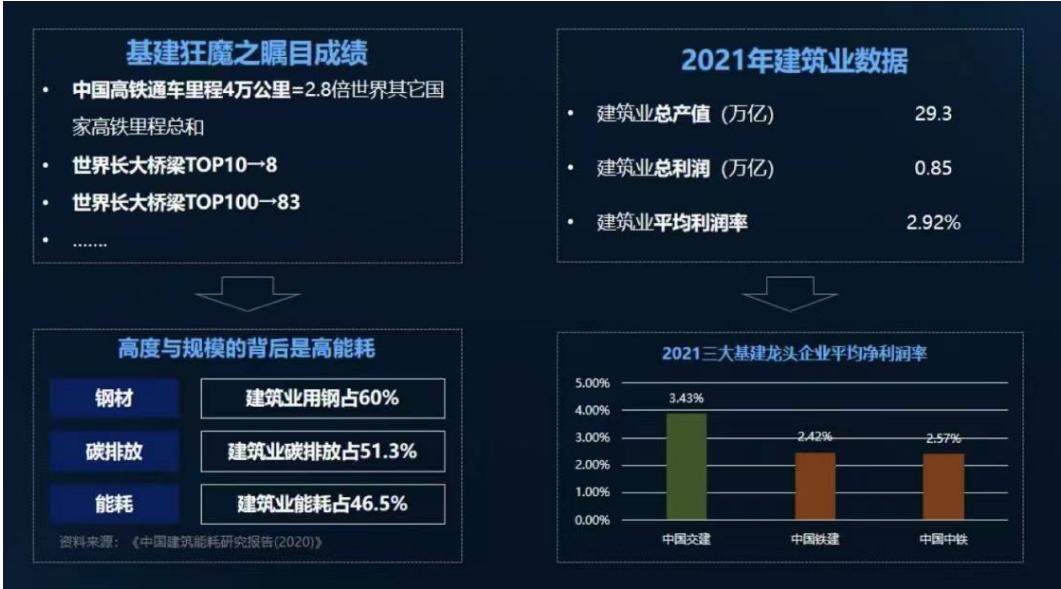 基建狂魔之瞩目成绩
• 中国高铁通车里程4万公里=2.8倍世界其它国
家高铁里程总和
• 世界长大桥梁TOP10→8
• 世界长大桥梁TOP100→83
• .......
2021年建筑业数据
• 建筑业总产值 (万亿) 29.3
• 建筑业总利润 (万亿) 0.85
• 建筑业平均利润率 2.92%
高度与规模的背后是高能耗
钢材 建筑业用钢占60%
碳排放 建筑业碳排放占51.3%
能耗 建筑业能耗占46.5%
资料来源：《中国建筑能耗研究报告(2020)》
2021三大基建龙头企业平均净利润率
5.00%
4.00%
3.00%
2.00%
1.00%
0.00%
3.43%
2.42%
2.57%
中国交建 中国铁建 中国中铁